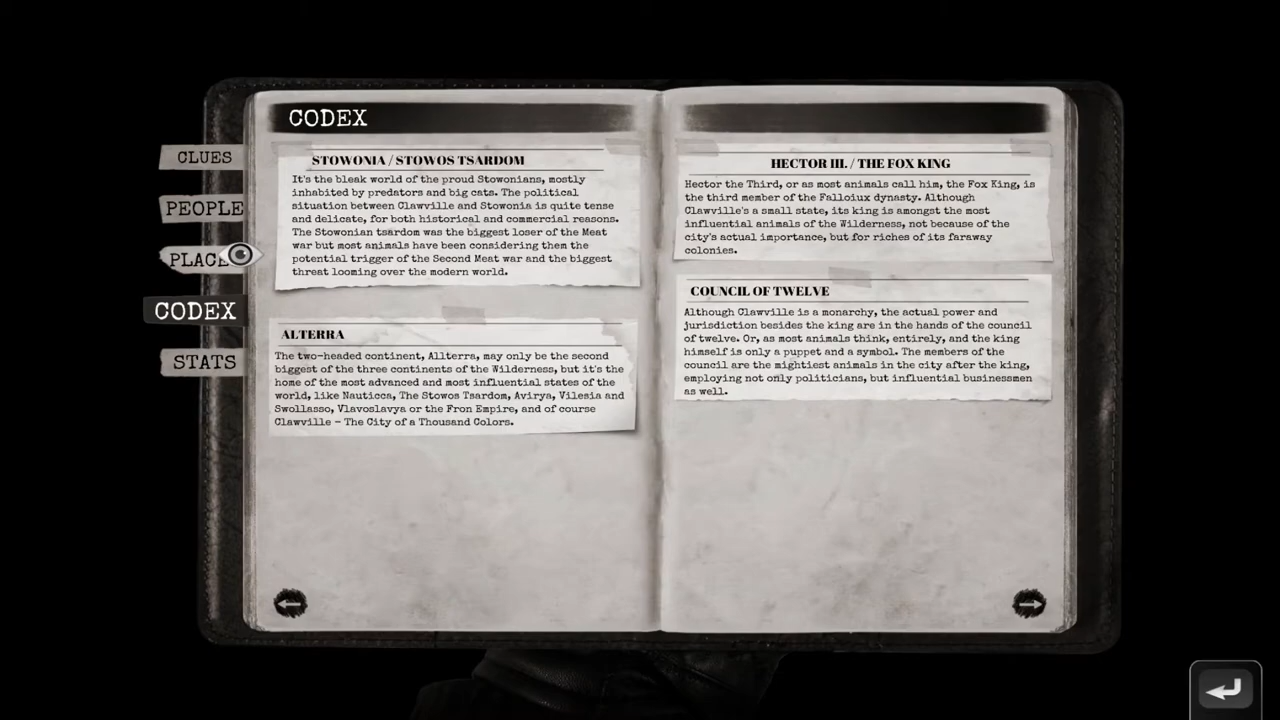 CODEX
CLUES
PEOPLE
PLACE
CODEX
STATS
STOWONIA / STOWOS TSARDOM
It's the bleak world of the proud Stowonians, mostly
inhabited by predators and big cats. The political
situation between Clawville and Stowonia is quite tense
and delicate, for both historical and commercial reasons.
The Stowonian tsardom was the biggest loser of the Meat
war but most animals have been considering them the
potential trigger of the Second Meat war and the biggest
threat looming over the modern world.
ALTERRA
The two-headed continent, Allterra, may only be the second
biggest of the three continents of the Wilderness, but it's the
home of the most advanced and most influential states of the
world, like Nauticca, The Stowos Tsardom, Avirya, Vilesia and
Swollasso, Vlavoslavya or the Fron Empire, and of course
Clawville - The City of a Thousand Colors.
HECTOR III. / THE FOX KING
Hector the Third, or as most animals call him, the Fox King, is
the third member of the Falloiux dynasty. Although
Clawville's a small state, its king is amongst the most
influential animals of the Wilderness, not because of the
city's actual importance, but for riches of its faraway
colonies.
COUNCIL OF TWELVE
Although Clawville is a monarchy, the actual power and
jurisdiction besides the king are in the hands of the council
of twelve. Or, as most animals think, entirely, and the king
himself is only a puppet and a symbol. The members of the
council are the mightiest animals in the city after the king,
employing not only politicians, but influential businessmen
as well.